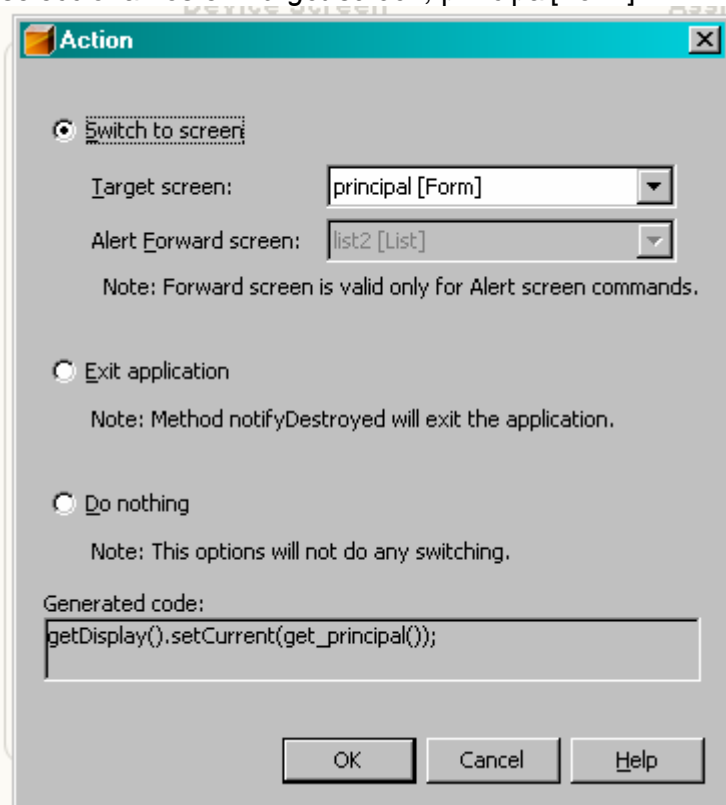 Device Screen
Action
Switch to screen
Target screen: principal [Form]
Alert Forward screen: list2 [List]
Note: Forward screen is valid only for Alert screen commands.
Exit application
Note: Method notifyDestroyed will exit the application.
Do nothing
Note: This options will not do any switching.
Generated code:
getDisplay().setCurrent(get_principal());
OK Cancel Help